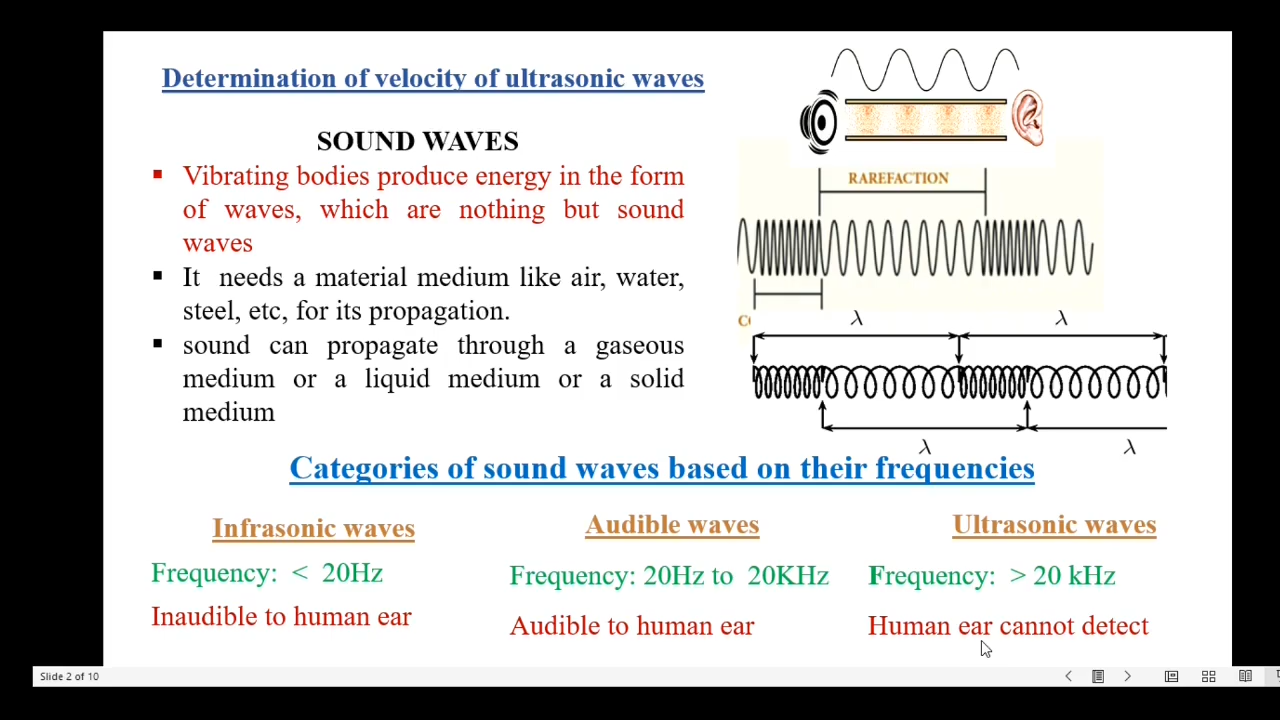 Determination of velocity of ultrasonic waves
SOUND WAVES
▪ Vibrating bodies produce energy in the form
of waves, which are nothing but sound
waves
▪ It needs a material medium like air, water,
steel, etc, for its propagation.
▪ sound can propagate through a gaseous
medium or a liquid medium or a solid
medium
RAREFACTION
λ λ
λ λ
Categories of sound waves based on their frequencies
Infrasonic waves
Frequency: < 20Hz
Inaudible to human ear
Audible waves
Frequency: 20Hz to 20KHz
Audible to human ear
Ultrasonic waves
Frequency: > 20 kHz
Human ear cannot detect
Slide 2 of 10